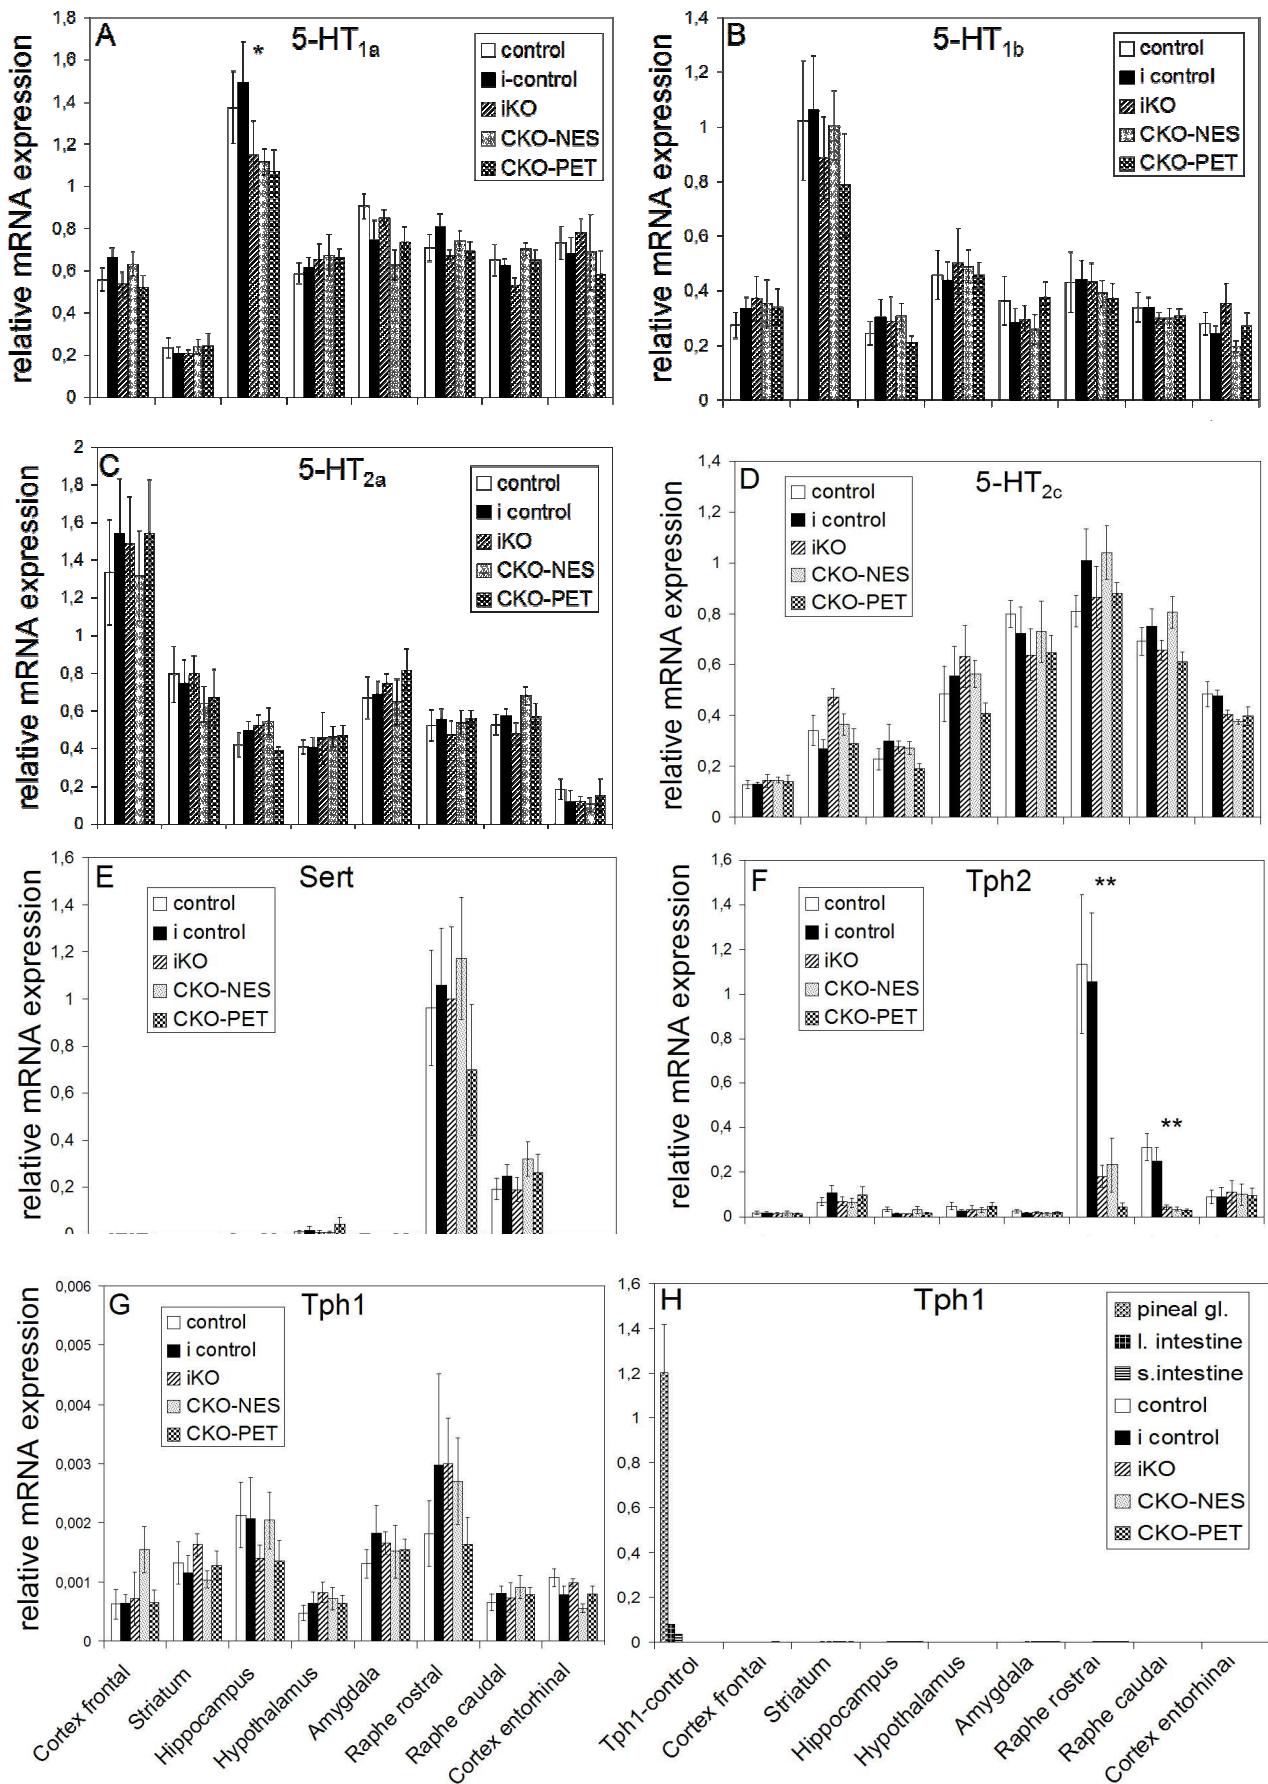 A
5-HT1a
relative mRNA expression
1,8
1,6
1,4
1,2
1
0,8
0,6
0,4
0,2
0
*
control
i-control
iKO
CKO-NES
CKO-PET
B
5-HT1b
relative mRNA expression
1,4
1,2
1
0,8
0,6
0,4
0,2
0
control
i control
iKO
CKO-NES
CKO-PET
C
5-HT2a
relative mRNA expression
2
1,8
1,6
1,4
1,2
1
0,8
0,6
0,4
0,2
0
control
i control
iKO
CKO-NES
CKO-PET
D
5-HT2c
relative mRNA expression
1,4
1,2
1
0,8
0,6
0,4
0,2
0
control
i control
iKO
CKO-NES
CKO-PET
E
Sert
relative mRNA expression
1,6
1,4
1,2
1
0,8
0,6
0,4
0,2
0
control
i control
iKO
CKO-NES
CKO-PET
F
Tph2
relative mRNA expression
1,6
1,4
1,2
1
0,8
0,6
0,4
0,2
0
**
**
control
i control
iKO
CKO-NES
CKO-PET
G
Tph1
relative mRNA expression
0,006
0,005
0,004
0,003
0,002
0,001
0
control
i control
iKO
CKO-NES
CKO-PET
Cortex frontal
Striatum
Hippocampus
Hypothalamus
Amygdala
Raphe rostral
Raphe caudal
Cortex entorhinal
H
Tph1
1,6
1,4
1,2
1
0,8
0,6
0,4
0,2
0
pineal gl.
l. intestine
s.intestine
control
i control
iKO
CKO-NES
CKO-PET
Tph1-control
Cortex frontal
Striatum
Hippocampus
Hypothalamus
Amygdala
Raphe rostral
Raphe caudal
Cortex entorhinal